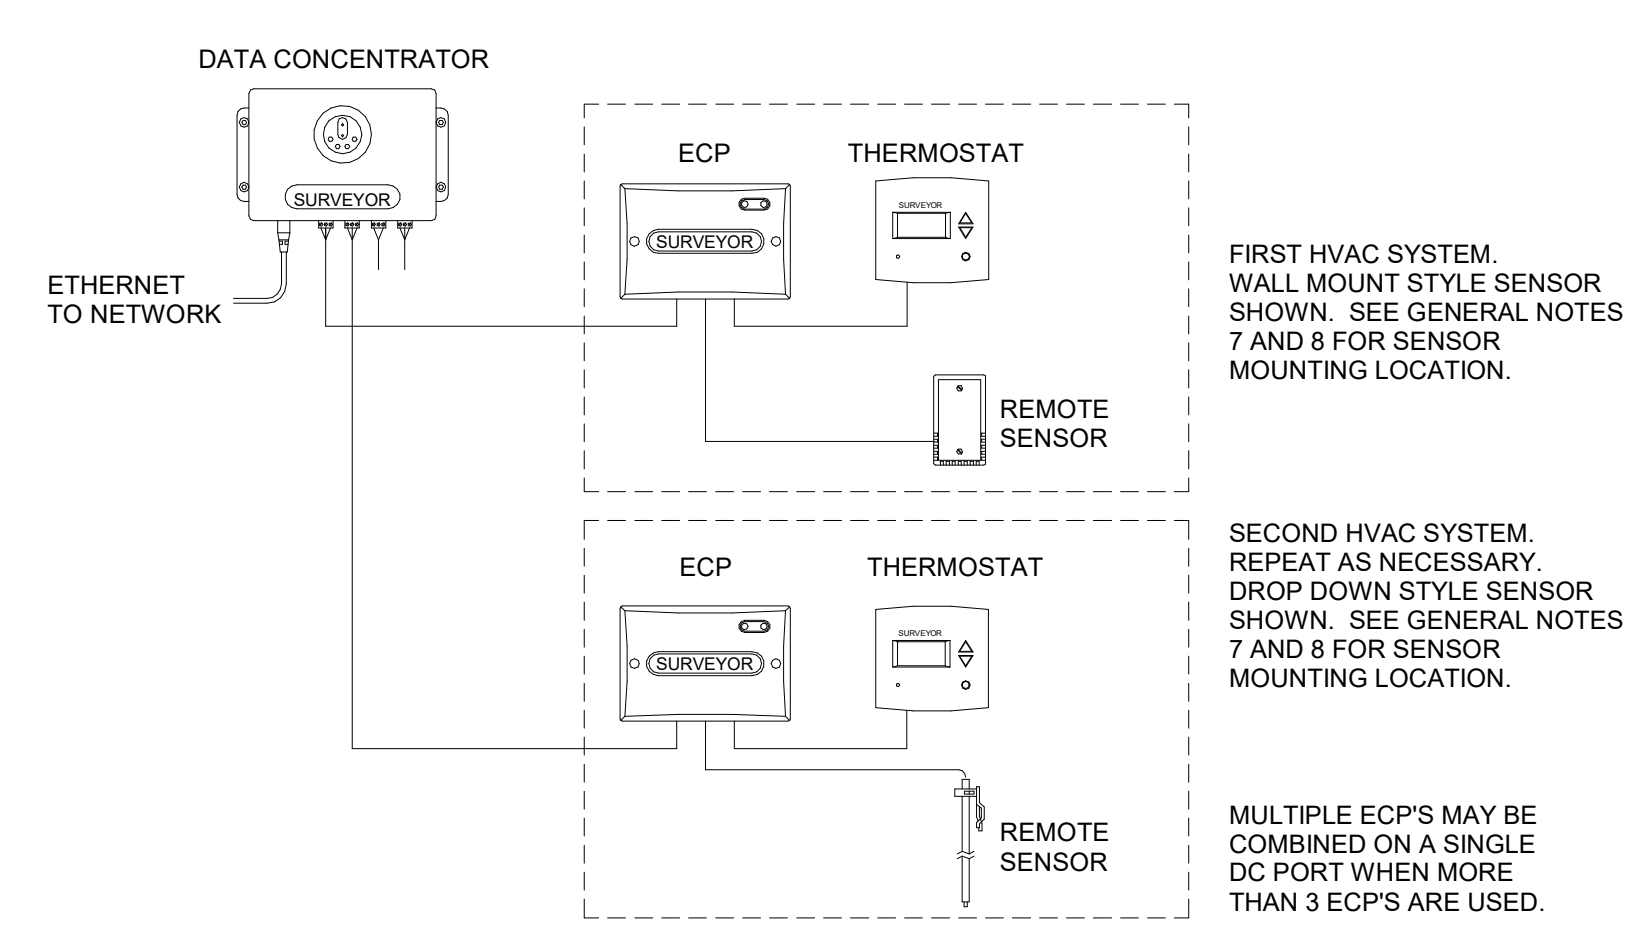 DATA CONCENTRATOR
SURVEYOR
ETHERNET
TO NETWORK
ECP
THERMOSTAT
SURVEYOR
SURVEYOR
REMOTE
SENSOR
FIRST HVAC SYSTEM.
WALL MOUNT STYLE SENSOR
SHOWN.  SEE GENERAL NOTES
7 AND 8 FOR SENSOR
MOUNTING LOCATION.
ECP
THERMOSTAT
SURVEYOR
SURVEYOR
REMOTE
SENSOR
SECOND HVAC SYSTEM.
REPEAT AS NECESSARY.
DROP DOWN STYLE SENSOR
SHOWN.  SEE GENERAL NOTES
7 AND 8 FOR SENSOR
MOUNTING LOCATION.
MULTIPLE ECP'S MAY BE
COMBINED ON A SINGLE
DC PORT WHEN MORE
THAN 3 ECP'S ARE USED.